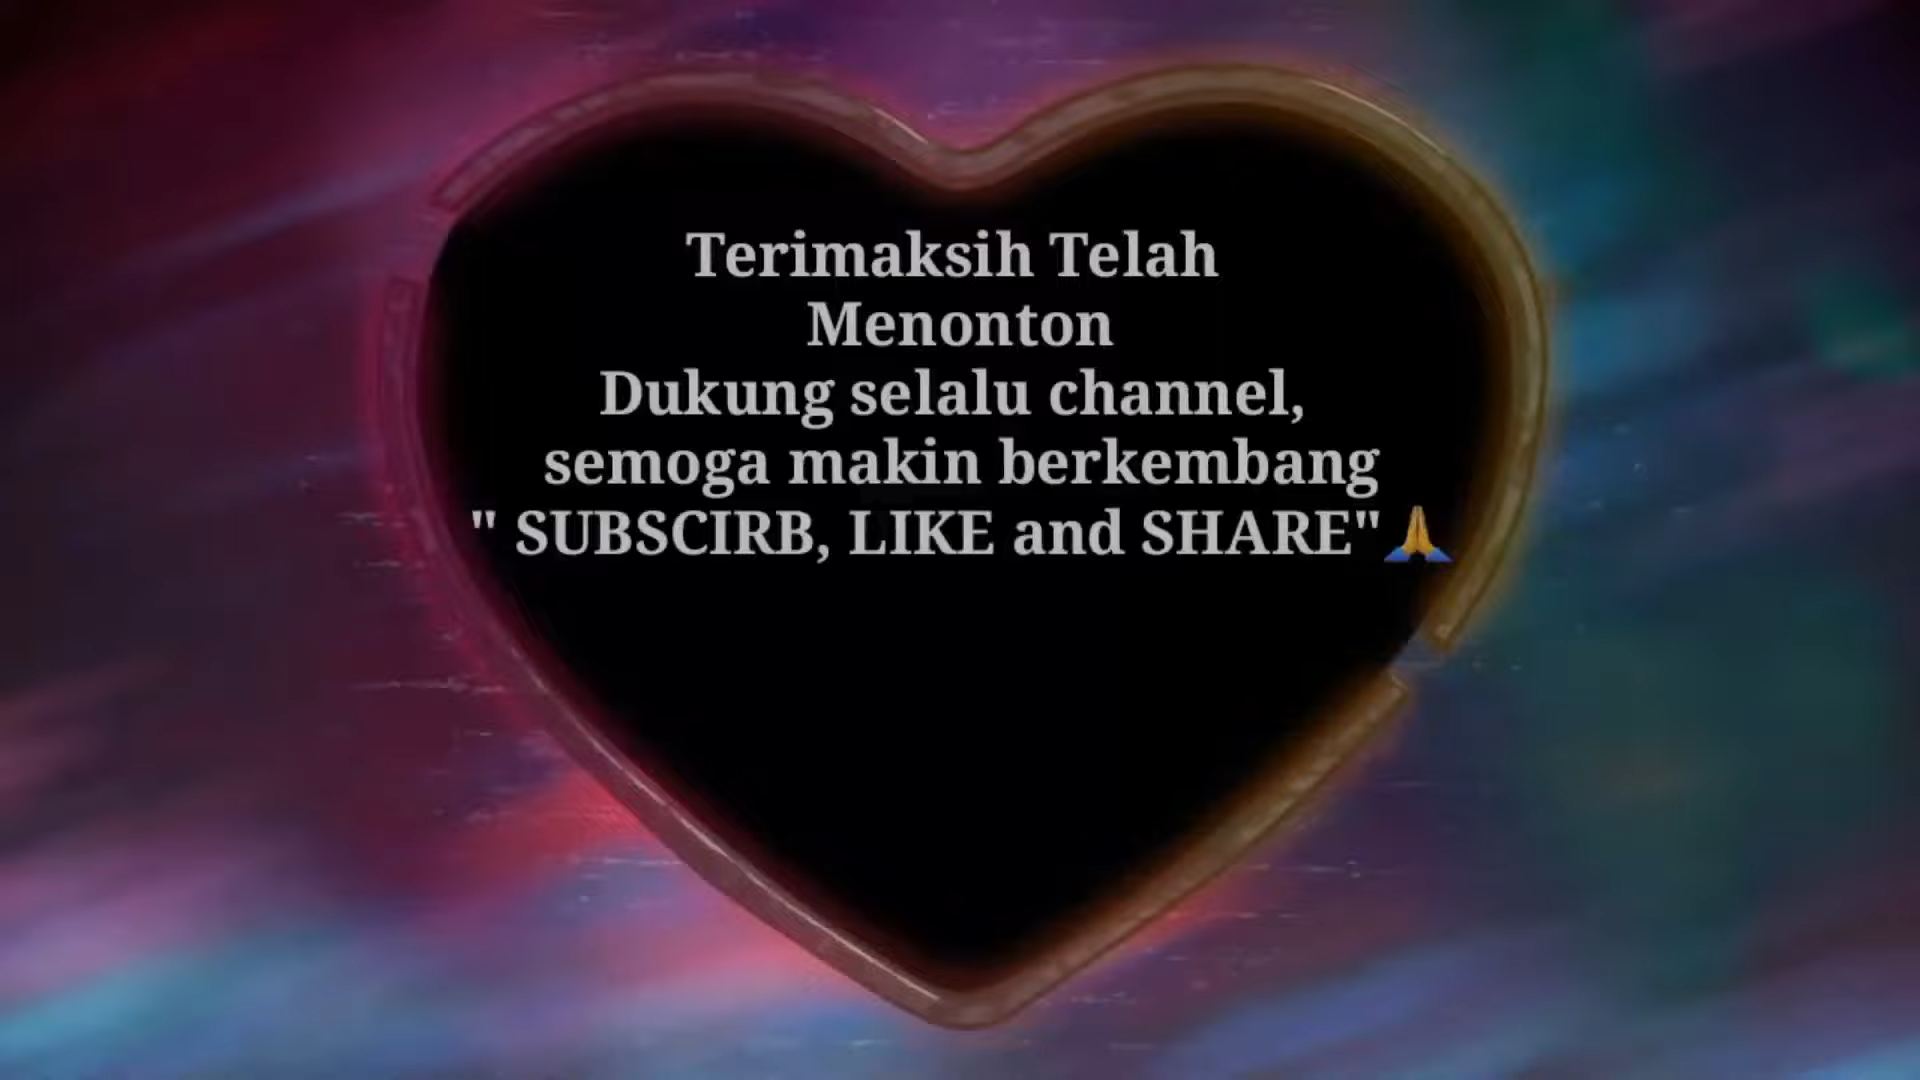 Terimaksih Telah
Menonton
Dukung selalu channel,
semoga makin berkembang
" SUBSCIRB, LIKE and SHARE"🙏